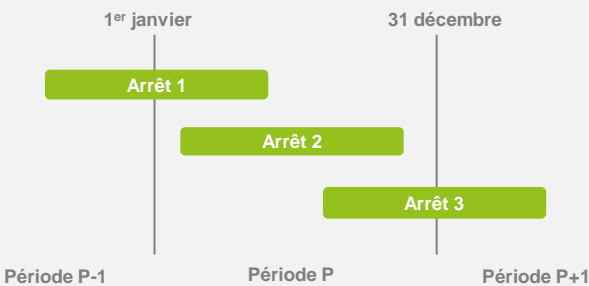 1er janvier
31 décembre
Arrêt 1
Arrêt 2
Arrêt 3
Période P-1
Période P
Période P+1